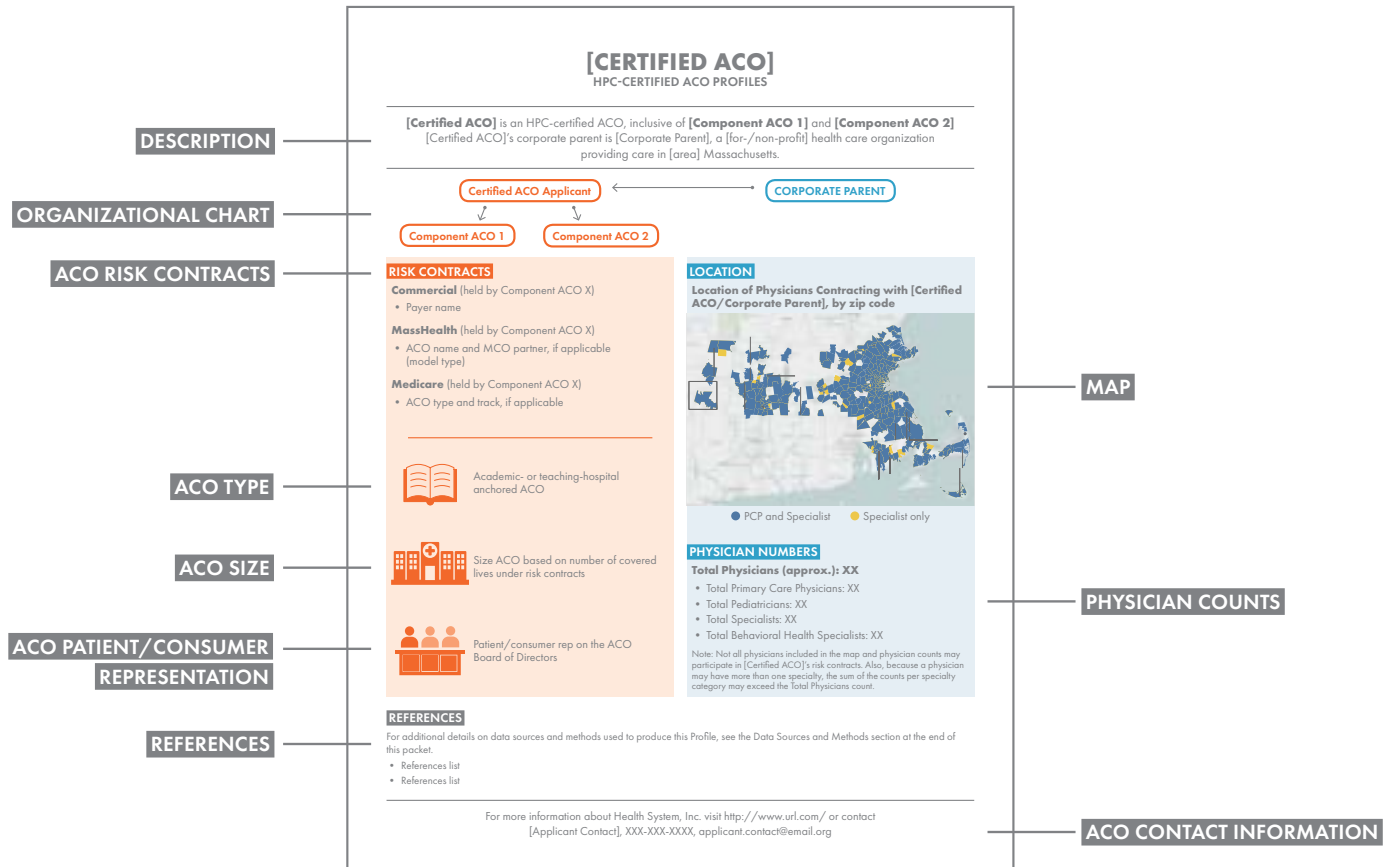 [CERTIFIED ACO]
HPC-CERTIFIED ACO PROFILES
DESCRIPTION
[Certified ACO] is an HPC-certified ACO, inclusive of [Component ACO 1] and [Component ACO 2]
[Certified ACO]'s corporate parent is [Corporate Parent], a [for-/non-profit] health care organization
providing care in [area] Massachusetts.
ORGANIZATIONAL CHART
Certified ACO Applicant
CORPORATE PARENT
Component ACO 1
Component ACO 2
ACO RISK CONTRACTS
RISK CONTRACTS
Commercial (held by Component ACO X)
• Payer name
MassHealth (held by Component ACO X)
• ACO name and MCO partner, if applicable
(model type)
Medicare (held by Component ACO X)
• ACO type and track, if applicable
ACO TYPE
Academic- or teaching-hospital
anchored ACO
ACO SIZE
Size ACO based on number of covered
lives under risk contracts
ACO PATIENT/CONSUMER
REPRESENTATION
Patient/consumer rep on the ACO
Board of Directors
LOCATION
Location of Physicians Contracting with [Certified
ACO/Corporate Parent], by zip code
MAP
PCP and Specialist
Specialist only
PHYSICIAN NUMBERS
Total Physicians (approx.): XX
• Total Primary Care Physicians: XX
• Total Pediatricians: XX
• Total Specialists: XX
• Total Behavioral Health Specialists: XX
PHYSICIAN COUNTS
Note: Not all physicians included in the map and physician counts may
participate in [Certified ACO]'s risk contracts. Also, because a physician
may have more than one specialty, the sum of the counts per specialty
category may exceed the Total Physicians count.
REFERENCES
REFERENCES
For additional details on data sources and methods used to produce this Profile, see the Data Sources and Methods section at the end of
this packet.
• References list
• References list
For more information about Health System, Inc. visit http://www.url.com/ or contact
[Applicant Contact], XXX-XXX-XXXX, applicant.contact@email.org
ACO CONTACT INFORMATION